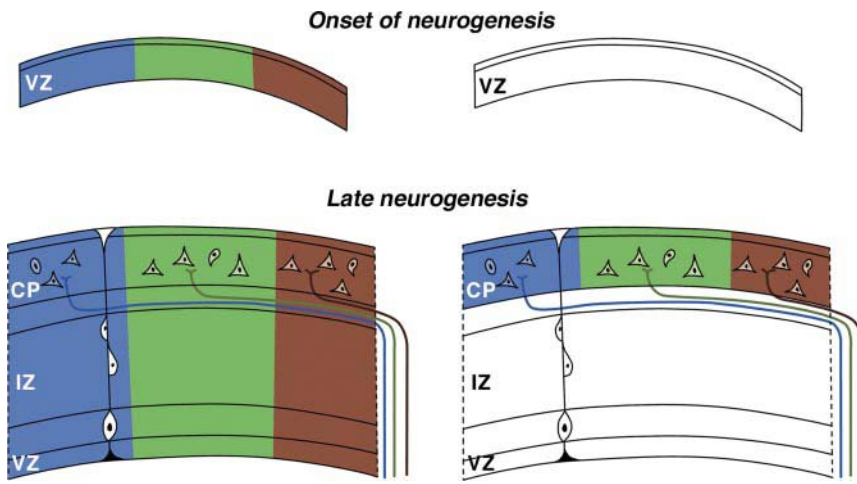 Onset of neurogenesis
VZ
VZ
Late neurogenesis
CP
CP
IZ
IZ
VZ
VZ